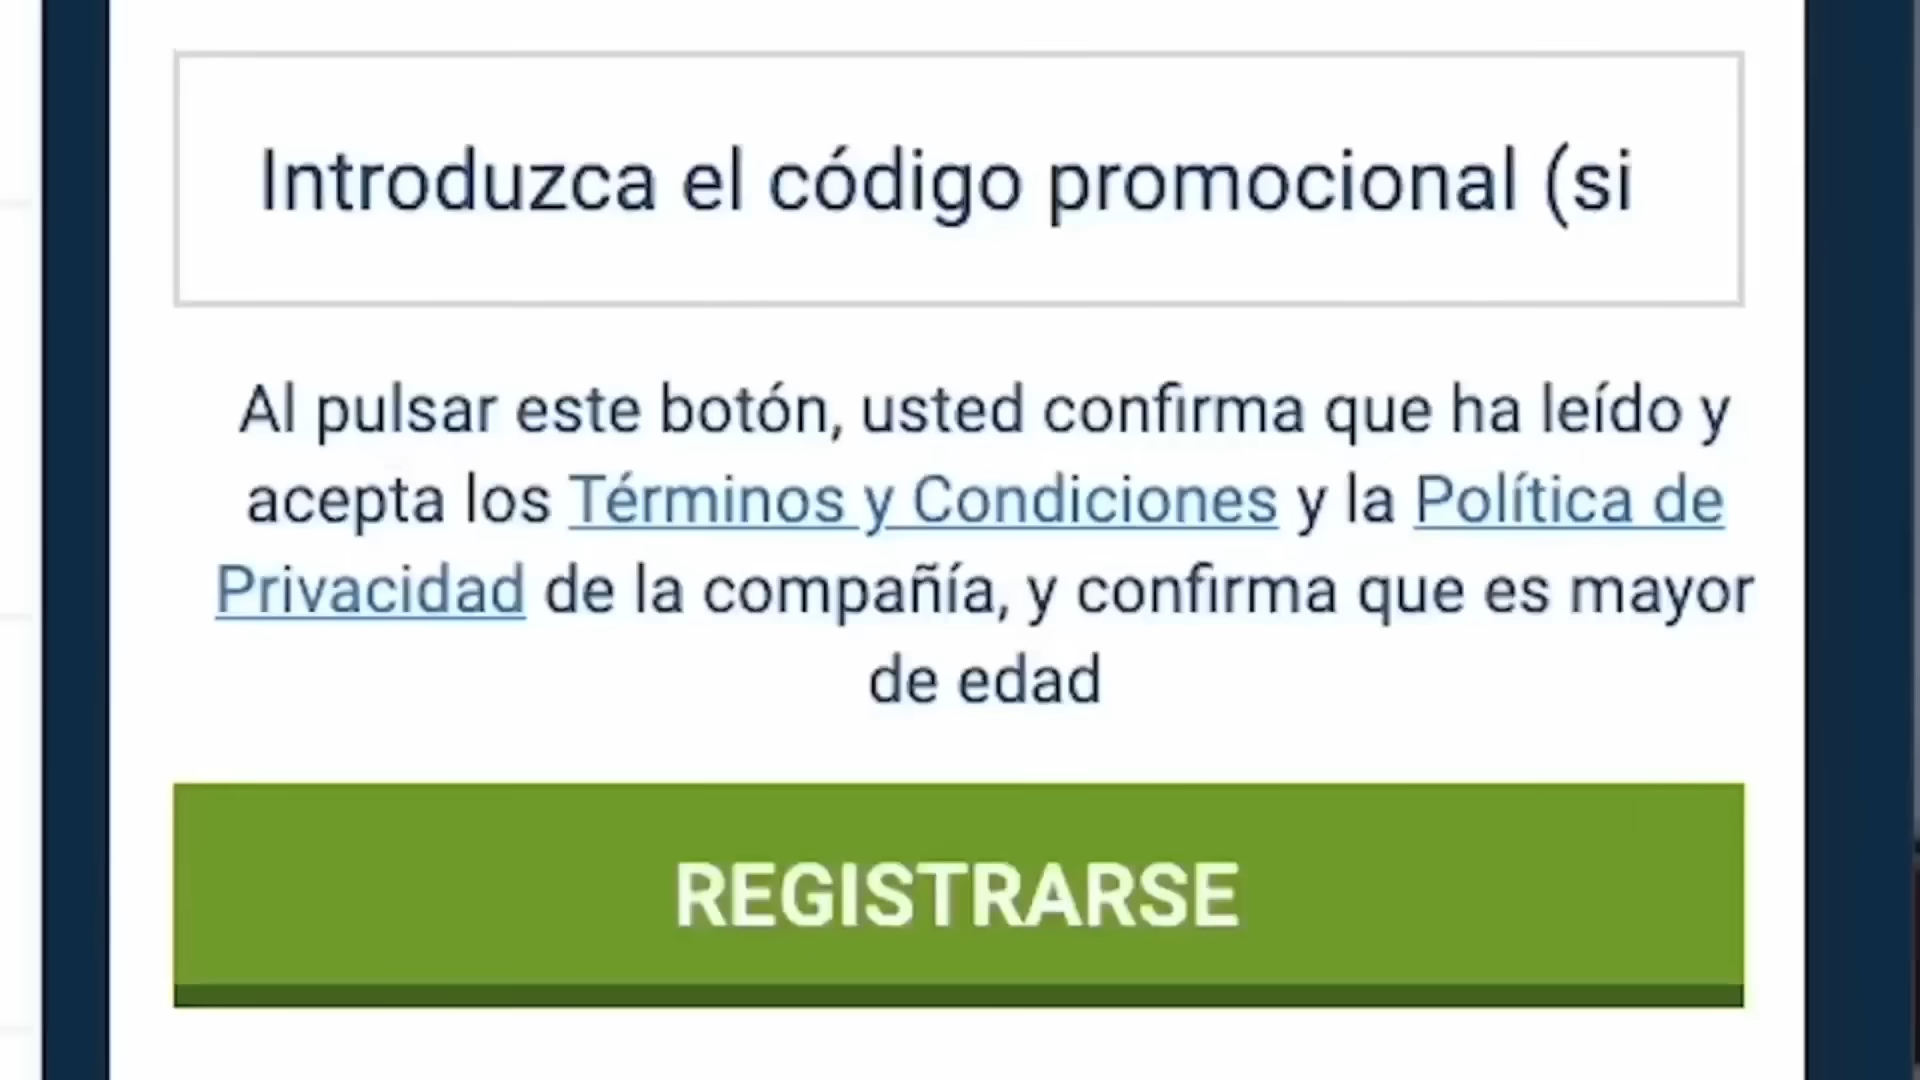 Introduzca el código promocional (si
Al pulsar este botón, usted confirma que ha leído y
acepta los Términos y Condiciones y la Política de
Privacidad de la compañía, y confirma que es mayor
de edad
REGISTRARSE